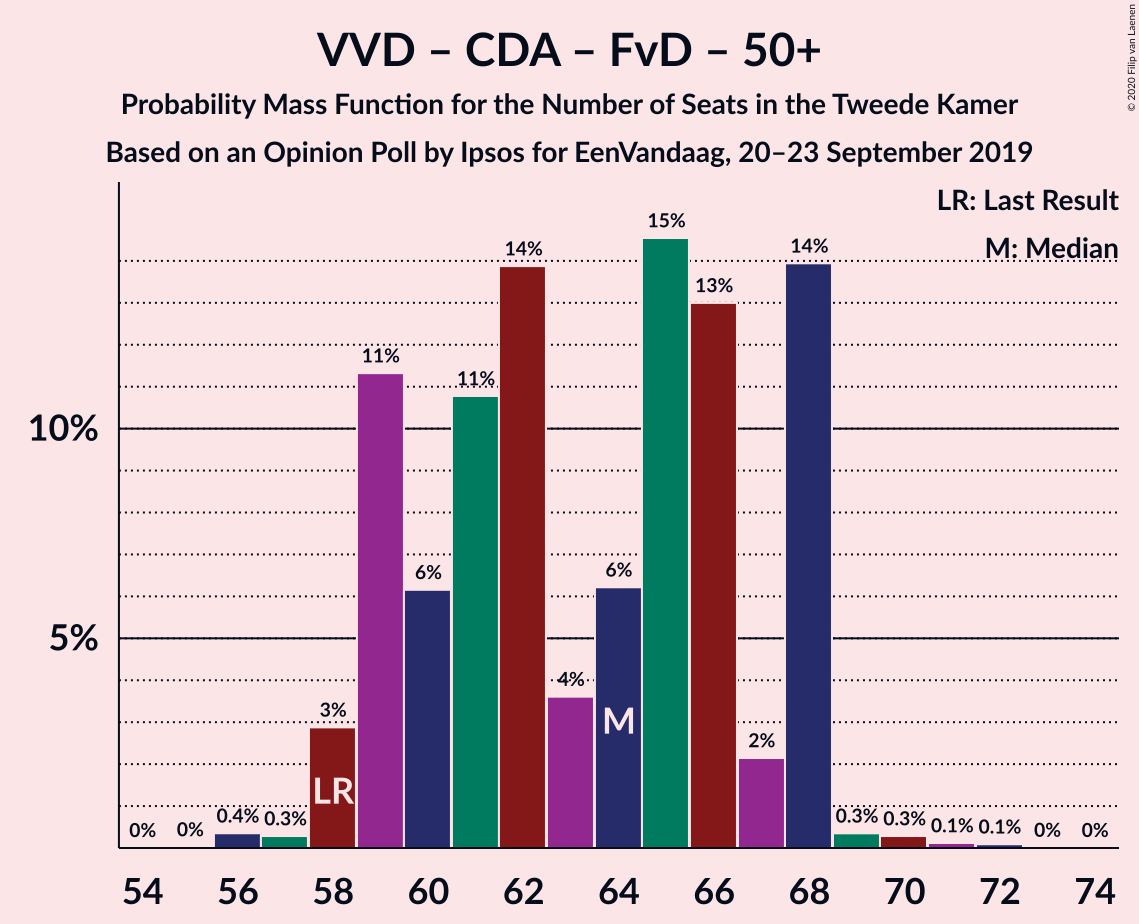 VVD – CDA – FvD – 50+
Probability Mass Function for the Number of Seats in the Tweede Kamer
Based on an Opinion Poll by Ipsos for EenVandaag, 20–23 September 2019
© 2020 Filip van Laenen
LR: Last Result
M: Median
10%
5%
0%
0%
0.4%
0.3%
3%
11%
6%
11%
14%
4%
6%
15%
13%
2%
14%
0.3%
0.3%
0.1%
0.1%
0%
0%
LR
M
54 56 58 60 62 64 66 68 70 72 74